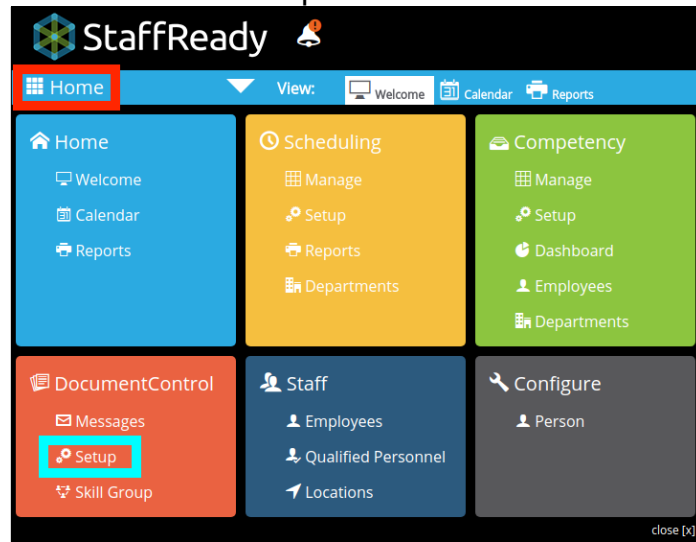 StaffReady
Home View: Welcome Calendar Reports
Home
Welcome
Calendar
Reports
Scheduling
Manage
Setup
Reports
Departments
Competency
Manage
Setup
Dashboard
Employees
Departments
DocumentControl
Messages
Setup
Skill Group
Staff
Employees
Qualified Personnel
Locations
Configure
Person
close [x]